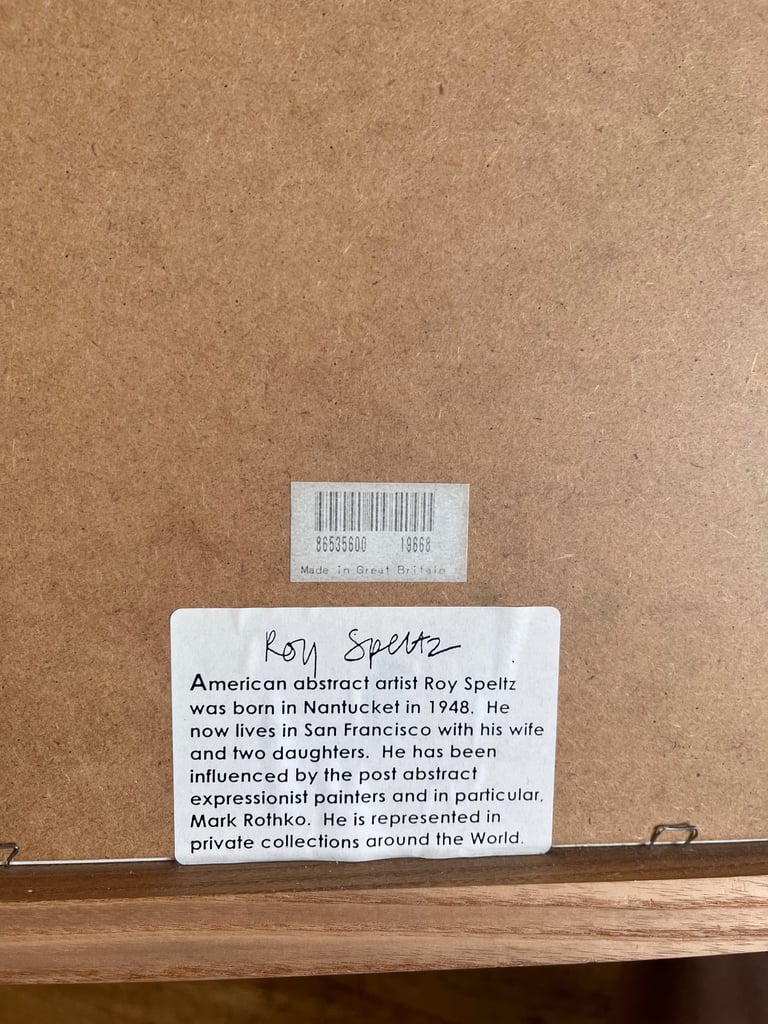 86535600 19668
Made in Great Britain
Roy Speltz
American abstract artist Roy Speltz
was born in Nantucket in 1948. He
now lives in San Francisco with his wife
and two daughters. He has been
influenced by the post abstract
expressionist painters and in particular,
Mark Rothko. He is represented in
private collections around the World.